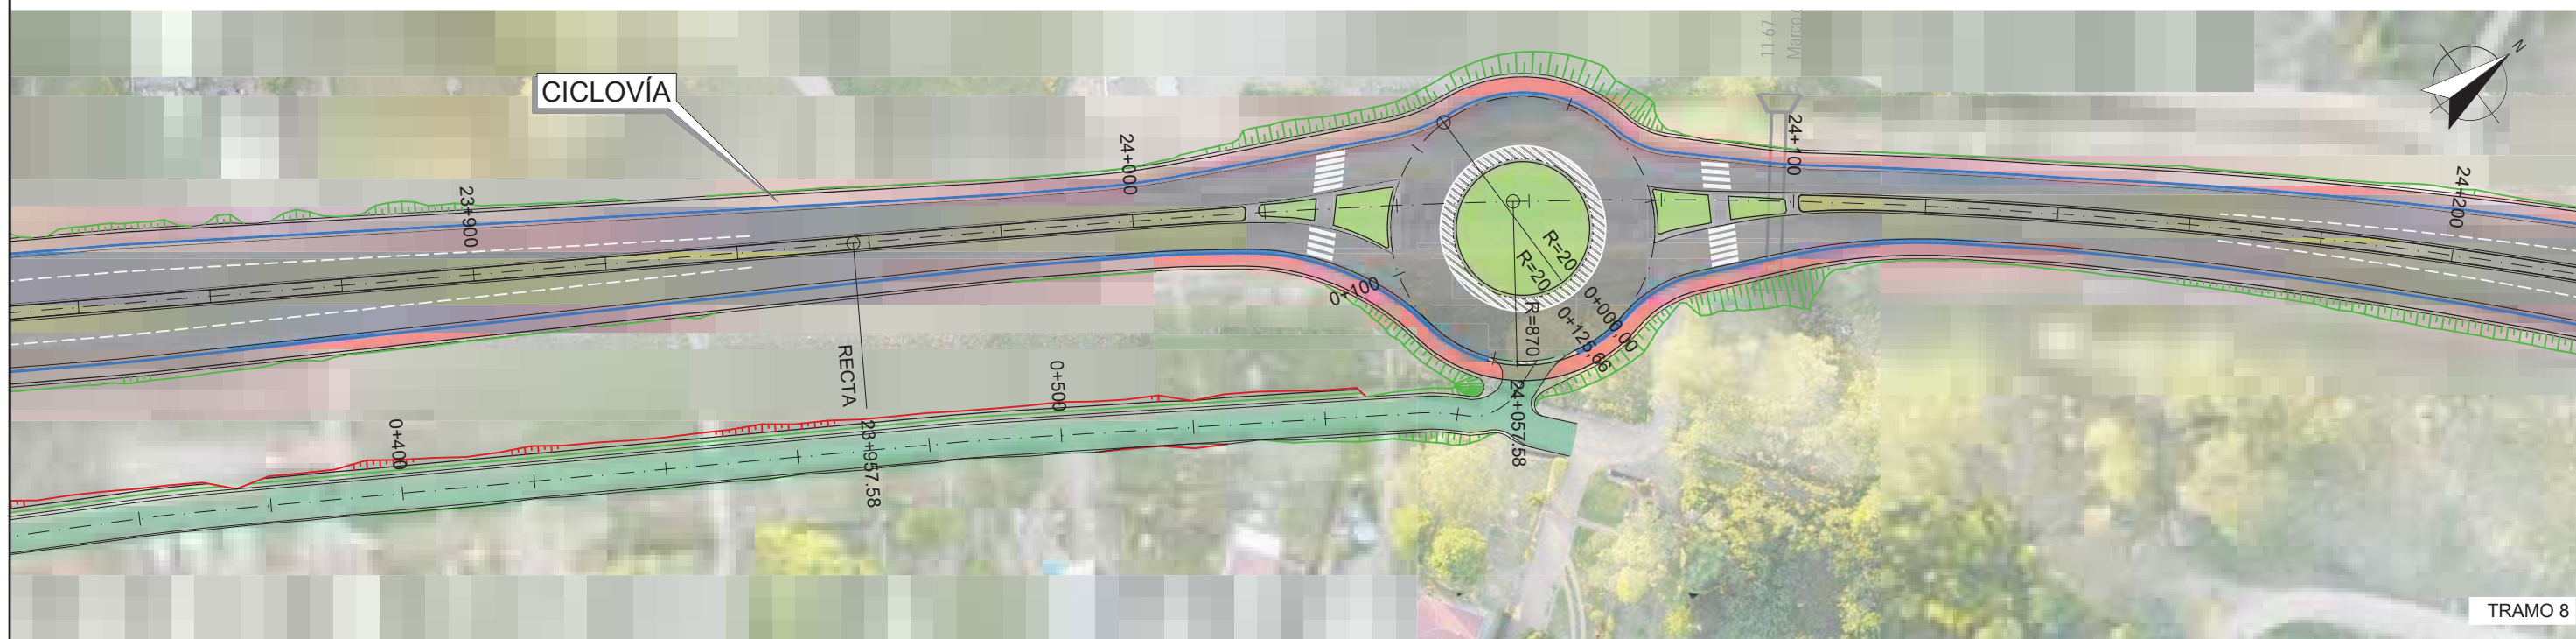 11-67
CICLOVÍA
N
24+000
24+100
23+900
24+200
R=20
R=20
0+100
0+000,00
R=870
0+125,66
RECTA
0+500
24+057.58
0+400
23+957.58
TRAMO 8